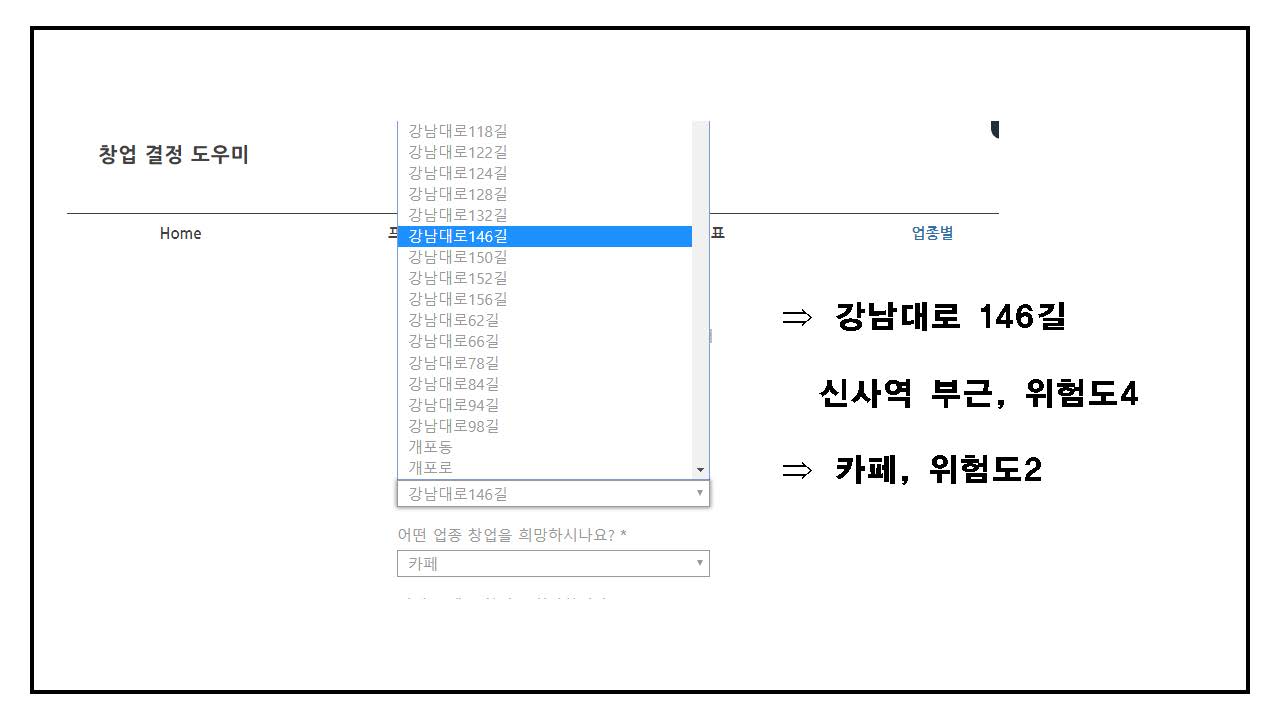 창업 결정 도우미
Home
표
업종별
강남대로118길
강남대로122길
강남대로124길
강남대로128길
강남대로132길
강남대로146길
강남대로150길
강남대로152길
강남대로156길
강남대로62길
강남대로66길
강남대로78길
강남대로84길
강남대로94길
강남대로98길
개포동
개포로
강남대로146길
어떤 업종 창업을 희망하시나요? *
카페
⇒ 강남대로 146길
신사역 부근, 위험도4
⇒ 카페, 위험도2